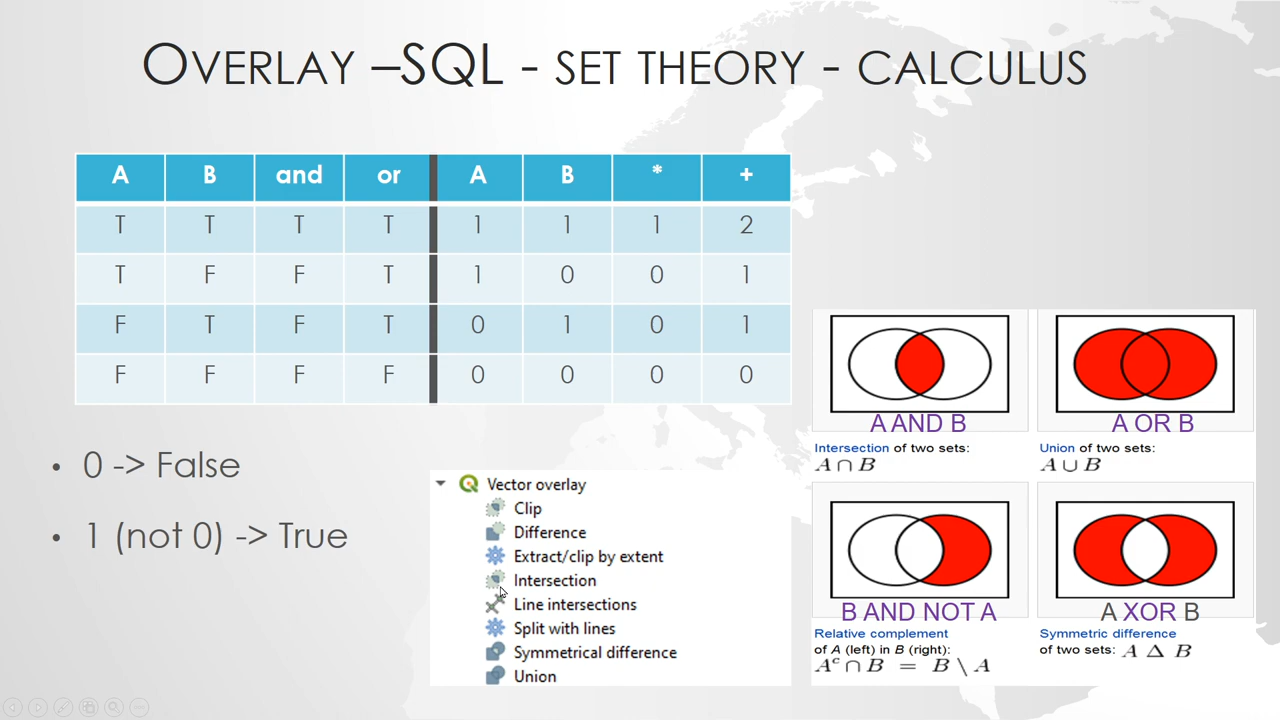 OVERLAY –SQL - SET THEORY - CALCULUS
A B and or A B * +
T T T T 1 1 1 2
T F F T 1 0 0 1
F T F T 0 1 0 1
F F F F 0 0 0 0
• 0 -> False
• 1 (not 0) -> True
Vector overlay
Clip
Difference
Extract/clip by extent
Intersection
Line intersections
Split with lines
Symmetrical difference
Union
A AND B
Intersection of two sets:
A ∩ B
A OR B
Union of two sets:
A ∪ B
B AND NOT A
Relative complement
of A (left) in B (right):
Aᶜ ∩ B = B \ A
A XOR B
Symmetric difference
of two sets: A Δ B